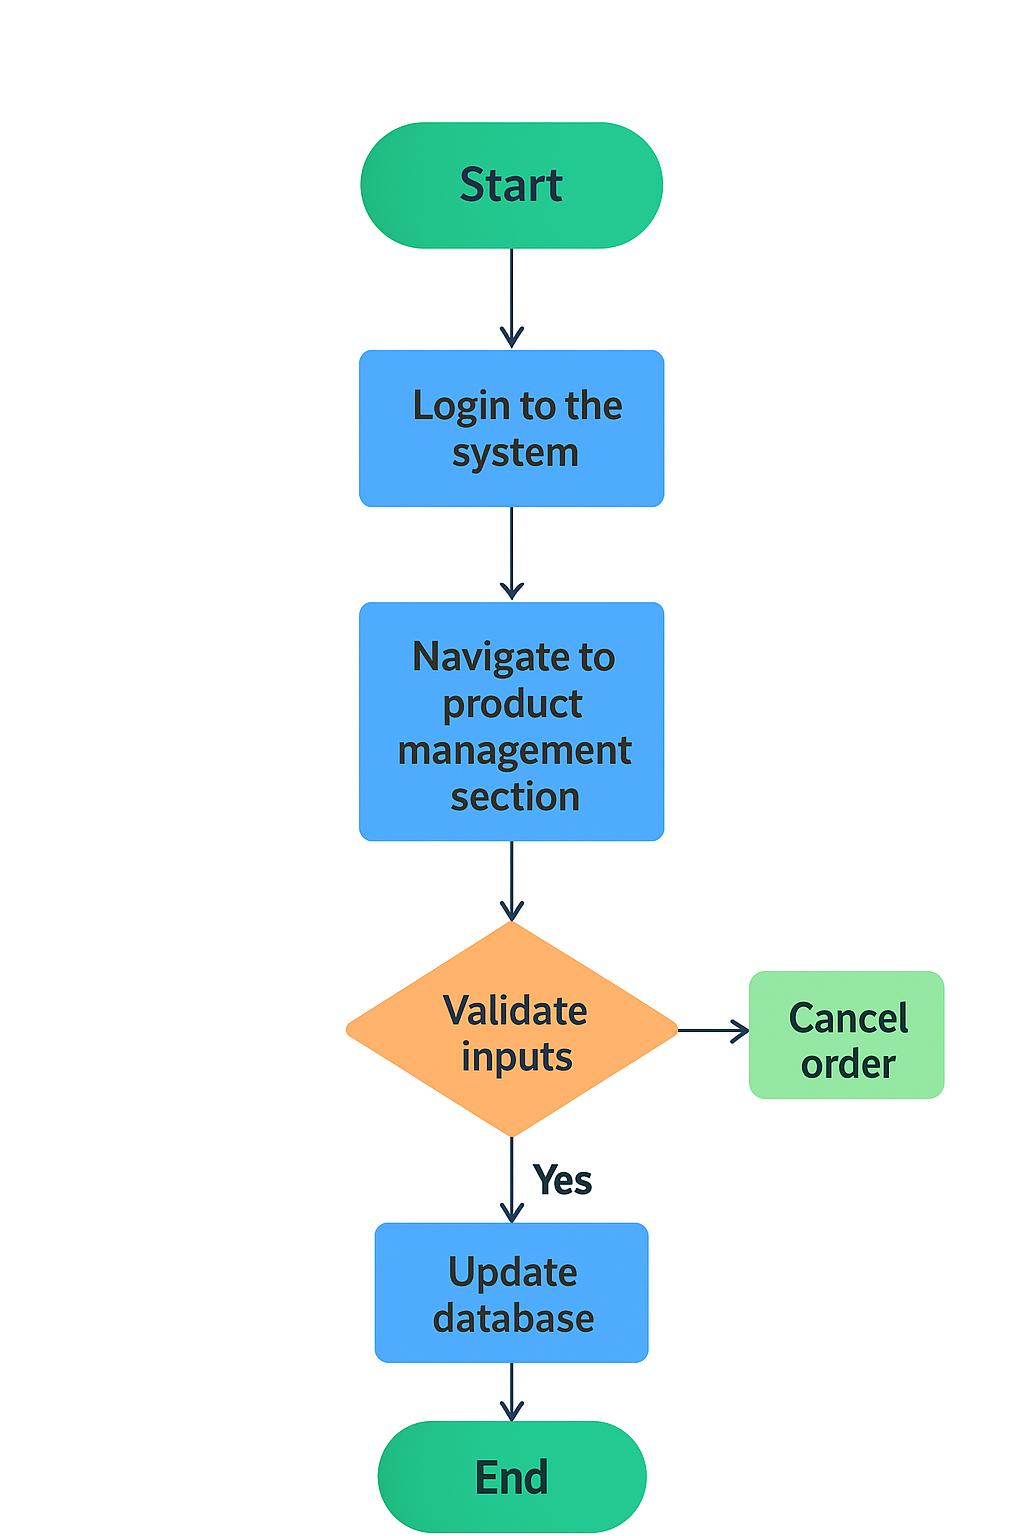 Start
Login to the
system
Navigate to
product
management
section
Validate
inputs
Cancel
order
Yes
Update
database
End